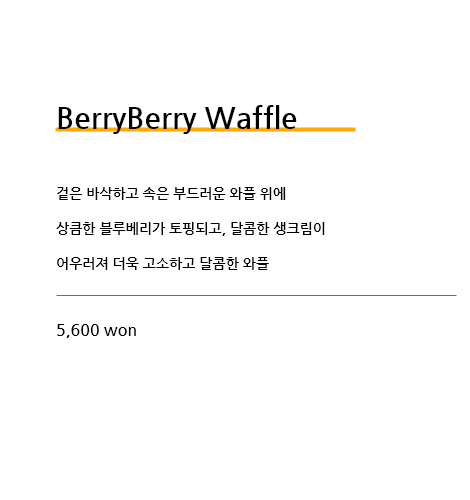 BerryBerry Waffle
겉은 바삭하고 속은 부드러운 와플 위에
상큼한 블루베리가 토핑되고, 달콤한 생크림이
어우러져 더욱 고소하고 달콤한 와플
5,600 won